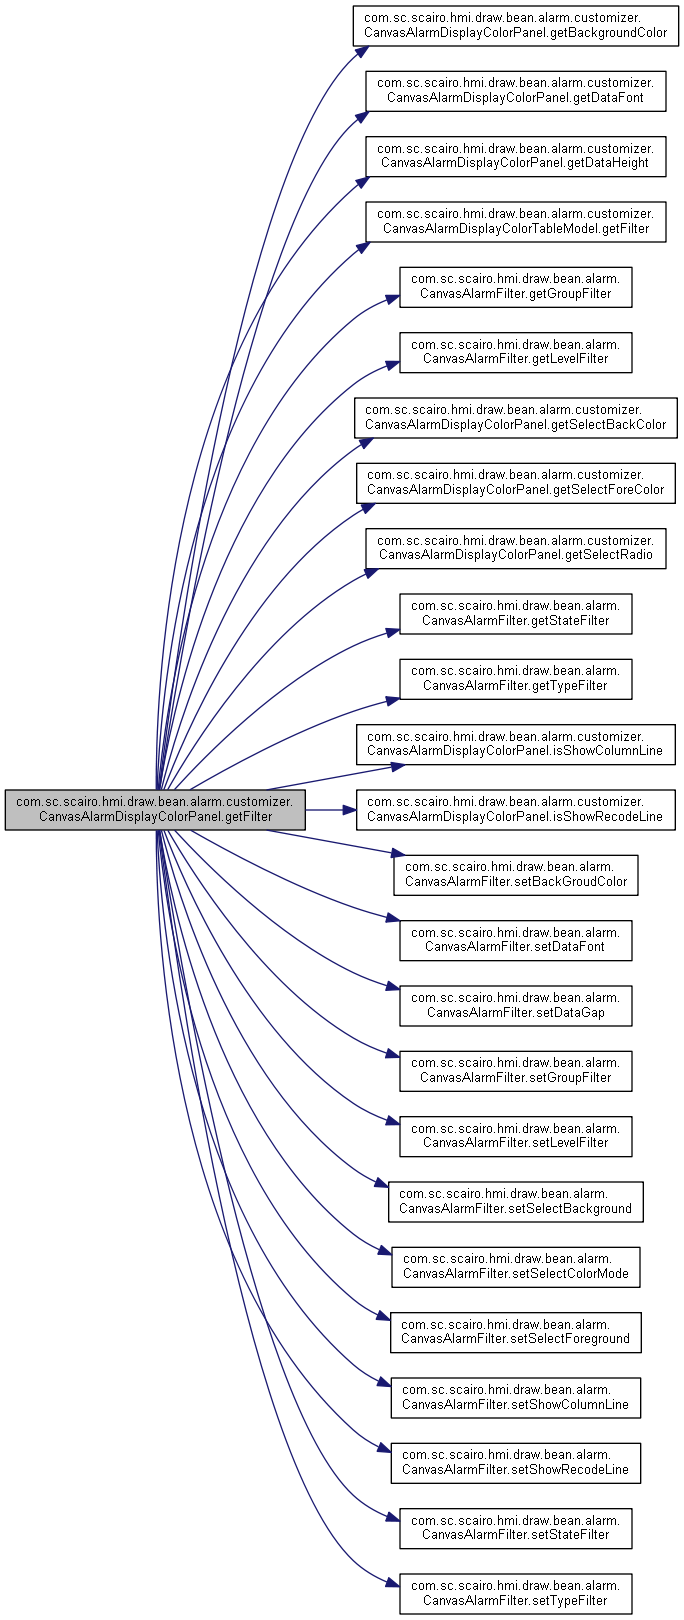 com.sc.scairo.hmi.draw.bean.alarm.customizer.
CanvasAlarmDisplayColorPanel.getBackgroundColor
com.sc.scairo.hmi.draw.bean.alarm.customizer.
CanvasAlarmDisplayColorPanel.getDataFont
com.sc.scairo.hmi.draw.bean.alarm.customizer.
CanvasAlarmDisplayColorPanel.getDataHeight
com.sc.scairo.hmi.draw.bean.alarm.customizer.
CanvasAlarmDisplayColorTableModel.getFilter
com.sc.scairo.hmi.draw.bean.alarm.
CanvasAlarmFilter.getGroupFilter
com.sc.scairo.hmi.draw.bean.alarm.
CanvasAlarmFilter.getLevelFilter
com.sc.scairo.hmi.draw.bean.alarm.customizer.
CanvasAlarmDisplayColorPanel.getSelectBackColor
com.sc.scairo.hmi.draw.bean.alarm.customizer.
CanvasAlarmDisplayColorPanel.getSelectForeColor
com.sc.scairo.hmi.draw.bean.alarm.customizer.
CanvasAlarmDisplayColorPanel.getSelectRadio
com.sc.scairo.hmi.draw.bean.alarm.
CanvasAlarmFilter.getStateFilter
com.sc.scairo.hmi.draw.bean.alarm.
CanvasAlarmFilter.getTypeFilter
com.sc.scairo.hmi.draw.bean.alarm.customizer.
CanvasAlarmDisplayColorPanel.isShowColumnLine
com.sc.scairo.hmi.draw.bean.alarm.customizer.
CanvasAlarmDisplayColorPanel.getFilter
com.sc.scairo.hmi.draw.bean.alarm.customizer.
CanvasAlarmDisplayColorPanel.isShowRecodeLine
com.sc.scairo.hmi.draw.bean.alarm.
CanvasAlarmFilter.setBackGroudColor
com.sc.scairo.hmi.draw.bean.alarm.
CanvasAlarmFilter.setDataFont
com.sc.scairo.hmi.draw.bean.alarm.
CanvasAlarmFilter.setDataGap
com.sc.scairo.hmi.draw.bean.alarm.
CanvasAlarmFilter.setGroupFilter
com.sc.scairo.hmi.draw.bean.alarm.
CanvasAlarmFilter.setLevelFilter
com.sc.scairo.hmi.draw.bean.alarm.
CanvasAlarmFilter.setSelectBackground
com.sc.scairo.hmi.draw.bean.alarm.
CanvasAlarmFilter.setSelectColorMode
com.sc.scairo.hmi.draw.bean.alarm.
CanvasAlarmFilter.setSelectForeground
com.sc.scairo.hmi.draw.bean.alarm.
CanvasAlarmFilter.setShowColumnLine
com.sc.scairo.hmi.draw.bean.alarm.
CanvasAlarmFilter.setShowRecodeLine
com.sc.scairo.hmi.draw.bean.alarm.
CanvasAlarmFilter.setStateFilter
com.sc.scairo.hmi.draw.bean.alarm.
CanvasAlarmFilter.setTypeFilter